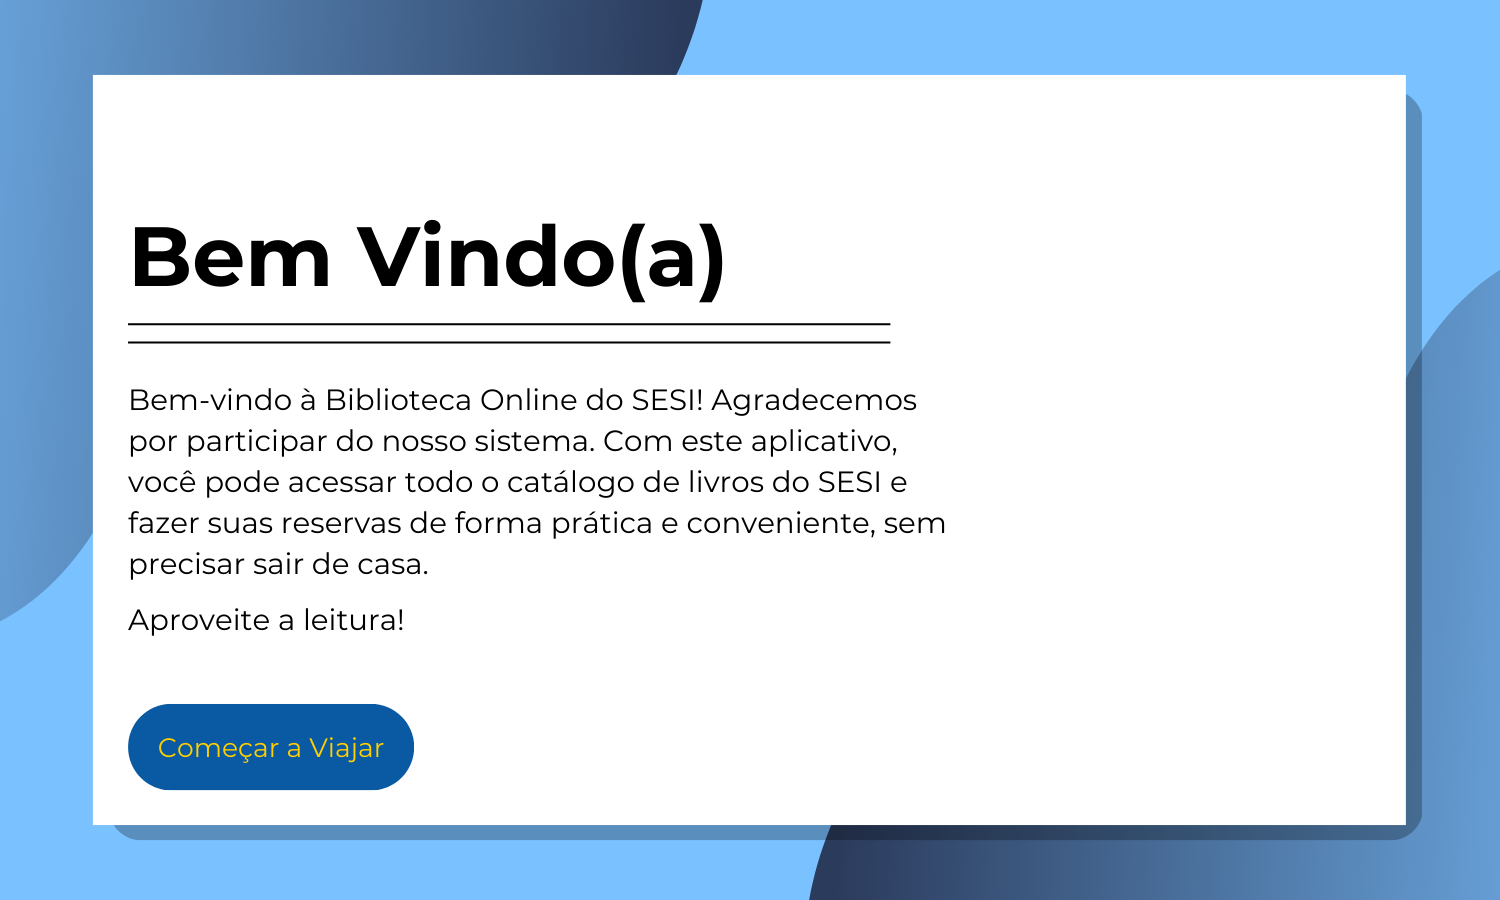 Bem Vindo(a)
Bem-vindo à Biblioteca Online do SESI! Agradecemos
por participar do nosso sistema. Com este aplicativo,
você pode acessar todo o catálogo de livros do SESI e
fazer suas reservas de forma prática e conveniente, sem
precisar sair de casa.
Aproveite a leitura!
Começar a Viajar